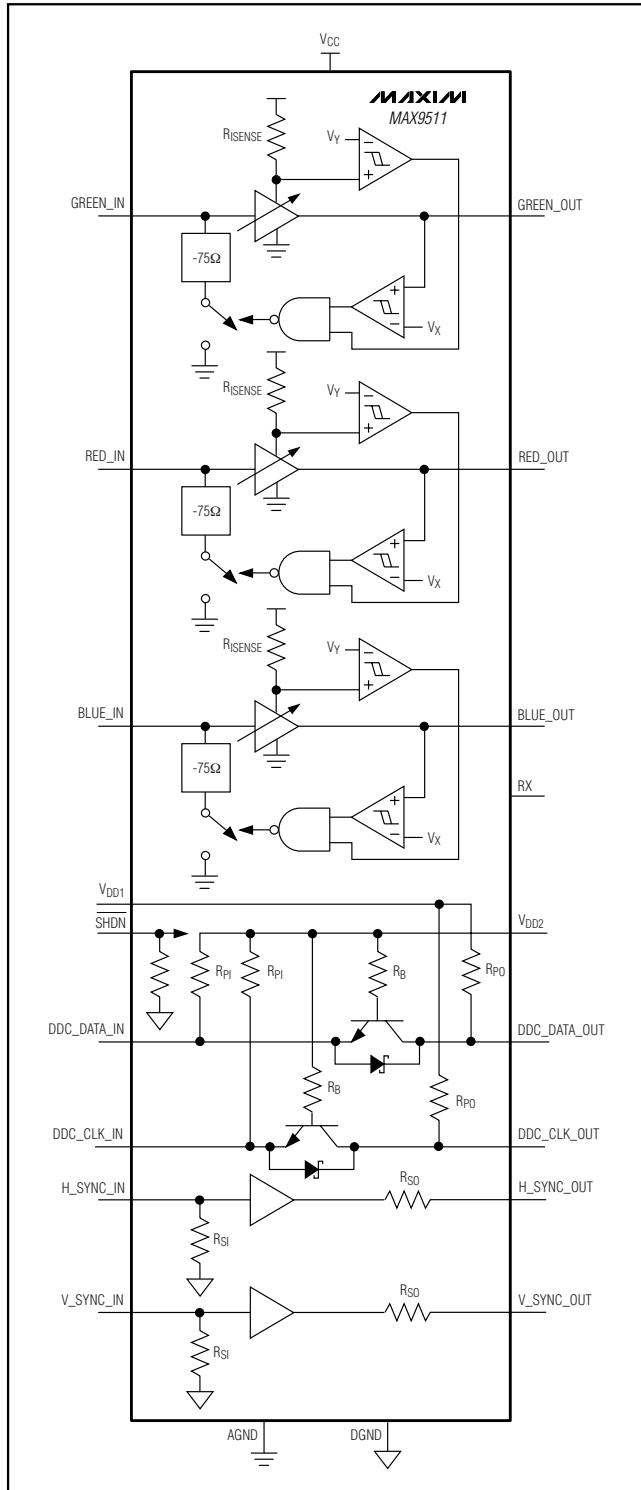 VCC
MAXIM
MAX9511
RISENSE
VY
GREEN_IN
GREEN_OUT
-75Ω
VX
RISENSE
VY
RED_IN
RED_OUT
-75Ω
VX
RISENSE
VY
BLUE_IN
BLUE_OUT
-75Ω
RX
VX
VDD1
SHDN
VDD2
RPI
RPI
RB
RPO
DDC_DATA_IN
DDC_DATA_OUT
RB
RPO
DDC_CLK_IN
DDC_CLK_OUT
H_SYNC_IN
RSO
H_SYNC_OUT
RSI
V_SYNC_IN
RSO
V_SYNC_OUT
RSI
AGND
DGND